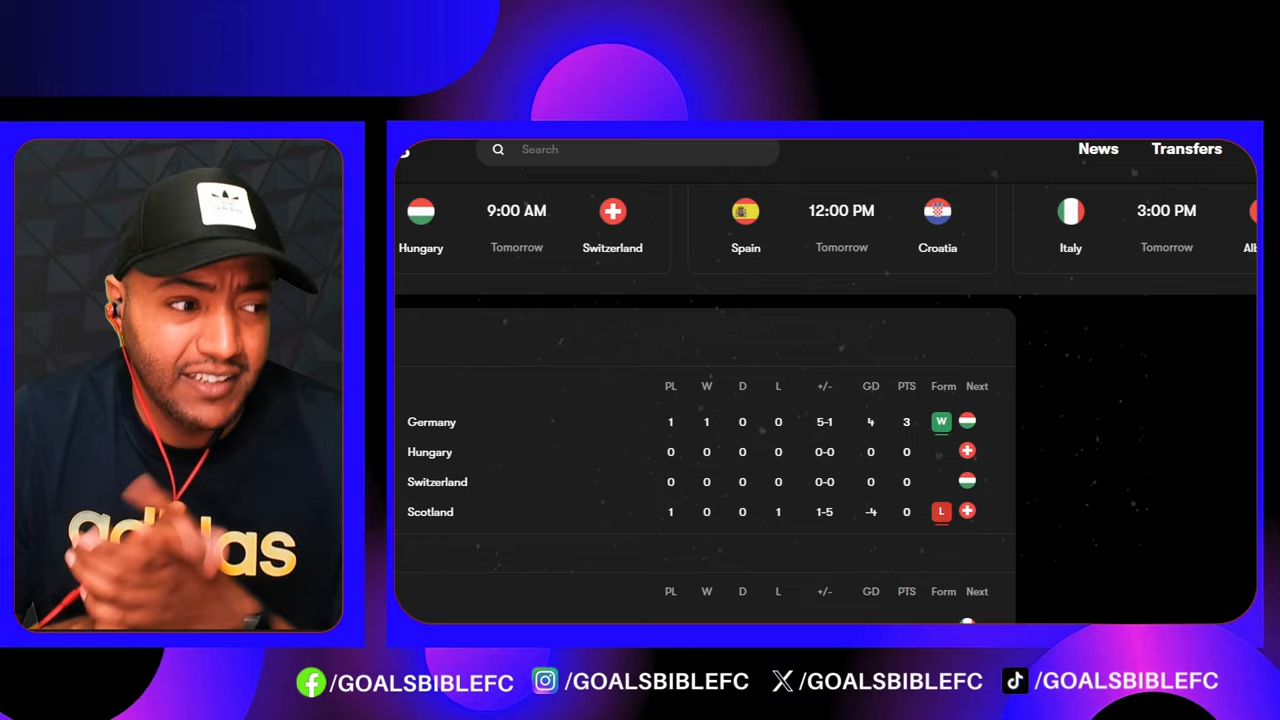 Search
News
Transfers
9:00 AM
12:00 PM
3:00 PM
Hungary
Tomorrow
Switzerland
Spain
Tomorrow
Croatia
Italy
Tomorrow
PL W D L +/- GD PTS Form Next
Germany 1 1 0 0 5-1 4 3 W
Hungary 0 0 0 0 0-0 0 0
Switzerland 0 0 0 0 0-0 0 0
Scotland 1 0 0 1 1-5 -4 0 L
PL W D L +/- GD PTS Form Next
adidas
/GOALSBIBLEFC
/GOALSBIBLEFC
/GOALSBIBLEFC
/GOALSBIBLEFC